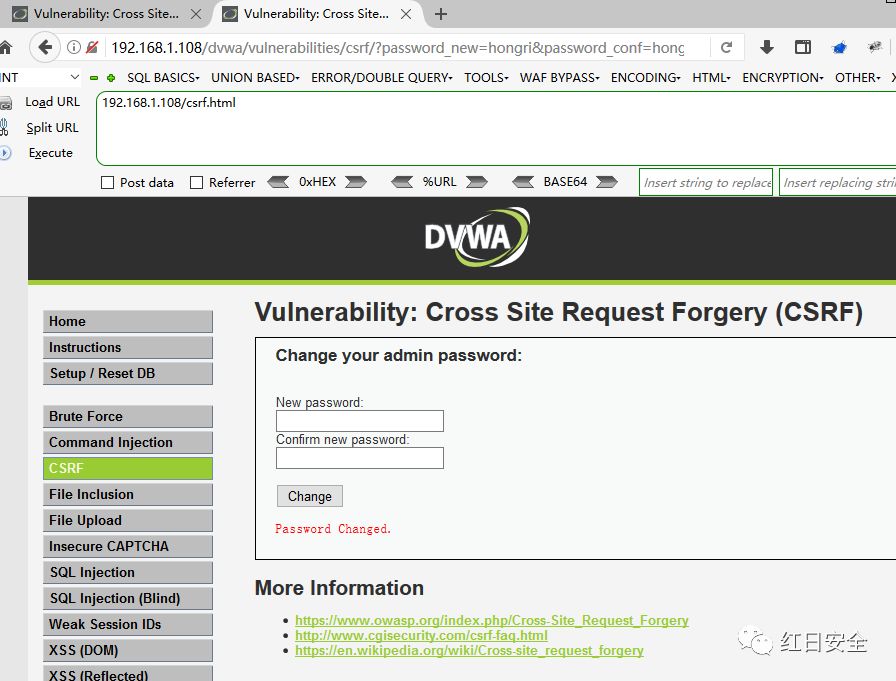 Vulnerability: Cross Site...
Vulnerability: Cross Site...
192.168.1.108/dvwa/vulnerabilities/csrf/?password_new=hongri&password_conf=hong
INT SQL BASICS UNION BASED ERROR/DOUBLE QUERY TOOLS WAF BYPASS ENCODING HTML ENCRYPTION OTHER
Load URL
192.168.1.108/csrf.html
Split URL
Execute
Post data Referrer 0xHEX %URL BASE64 Insert string to replace Insert replacing
DVWA
Home
Instructions
Setup / Reset DB
Brute Force
Command Injection
CSRF
File Inclusion
File Upload
Insecure CAPTCHA
SQL Injection
SQL Injection (Blind)
Weak Session IDs
XSS (DOM)
XSS (Reflected)
Vulnerability: Cross Site Request Forgery (CSRF)
Change your admin password:
New password:
Confirm new password:
Change
Password Changed.
More Information
https://www.owasp.org/index.php/Cross-Site_Request_Forgery
http://www.cgisecurity.com/csrf-faq.html
https://en.wikipedia.org/wiki/Cross-site_request_forgery
红日安全